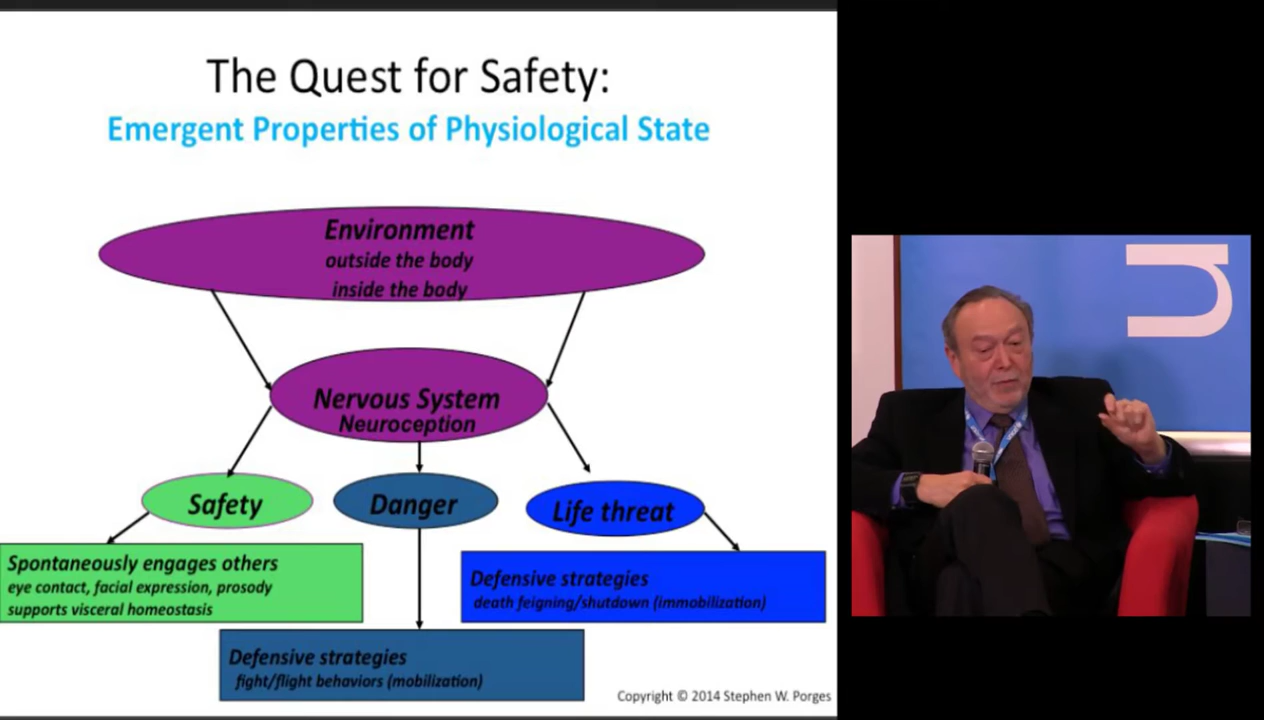 The Quest for Safety:
Emergent Properties of Physiological State
Environment
outside the body
inside the body
Nervous System
Neuroception
Safety
Danger
Life threat
Spontaneously engages others
eye contact, facial expression, prosody
supports visceral homeostasis
Defensive strategies
death feigning/shutdown (immobilization)
Defensive strategies
fight/flight behaviors (mobilization)
Copyright © 2014 Stephen W. Porges